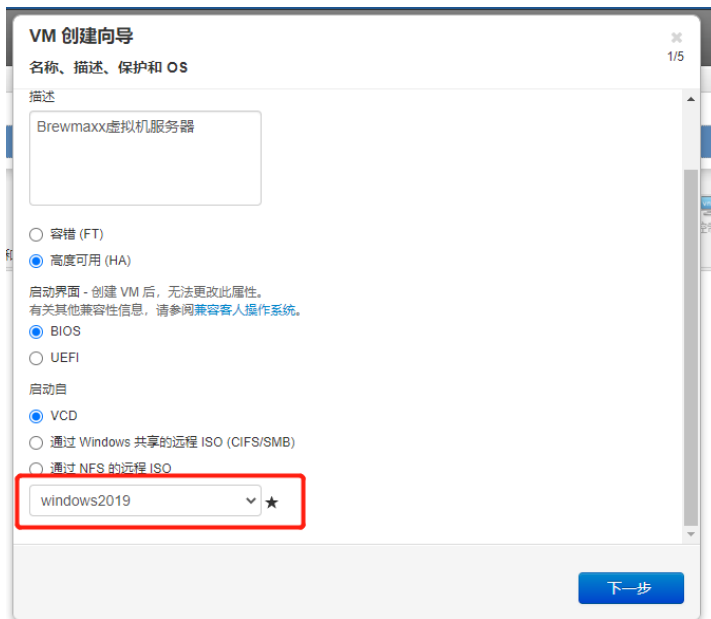 VM 创建向导
1/5
名称、描述、保护和 OS
描述
Brewmaxx虚拟机服务器
容错 (FT)
高度可用 (HA)
启动界面 - 创建 VM 后，无法更改此属性。
有关其他兼容性信息，请参阅兼容客人操作系统。
BIOS
UEFI
启动自
VCD
通过 Windows 共享的远程 ISO (CIFS/SMB)
通过 NFS 的远程 ISO
windows2019
下一步